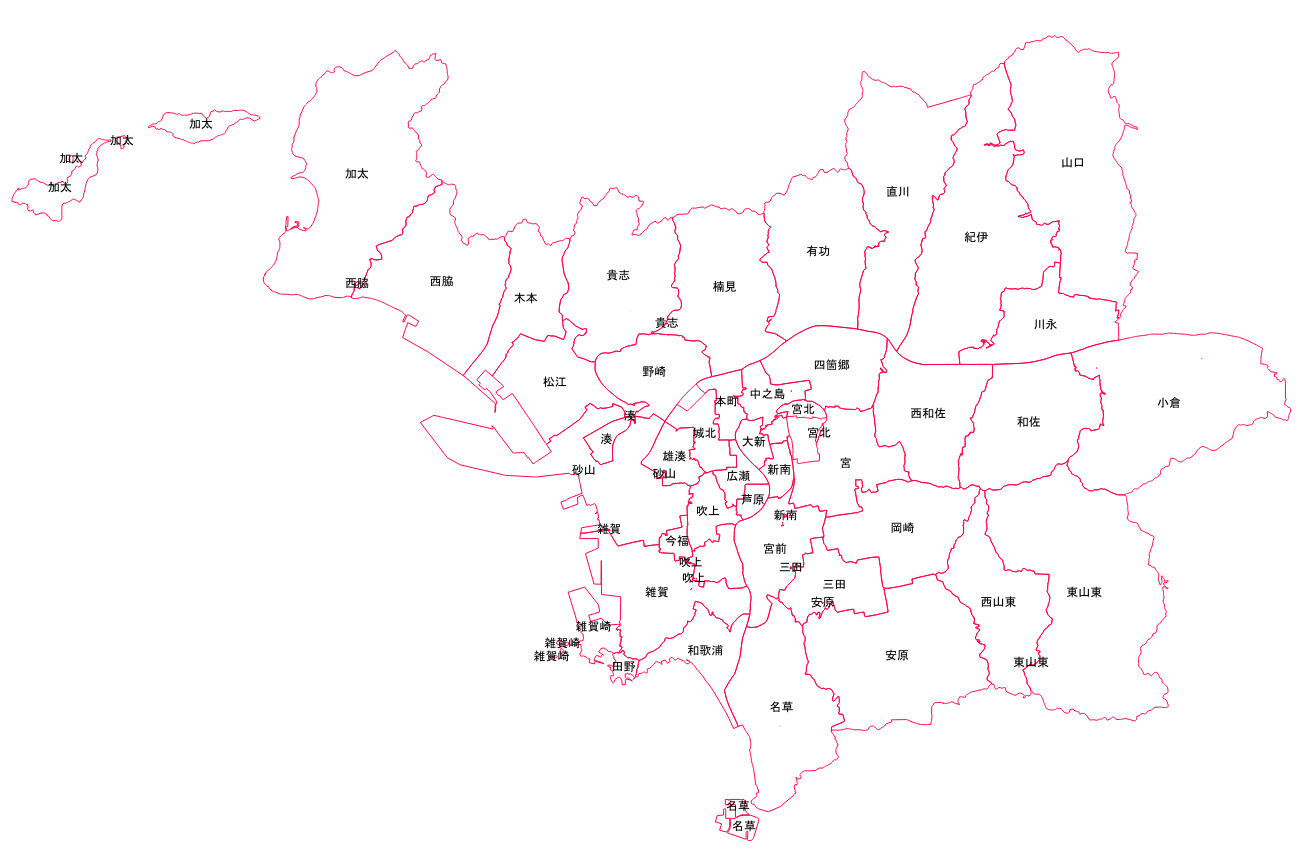 加太
加太
加太
加太
加太
山口
直川
紀伊
有功
貴志
西脇
西脇
楠見
木本
貴志
川永
四箇郷
野崎
松江
中之島
本町
宮北
小倉
西和佐
和佐
湊
宮北
城北
湊
大新
雄湊
宮
砂山
新南
砂山
広瀬
芦原
吹上
新南
雑賀
岡崎
今福
宮前
吹上
三田
吹上
三田
雑賀
東山東
安原
西山東
雑賀崎
雑賀崎
和歌浦
雑賀崎
安原
東山東
田野
名草
名草
名草